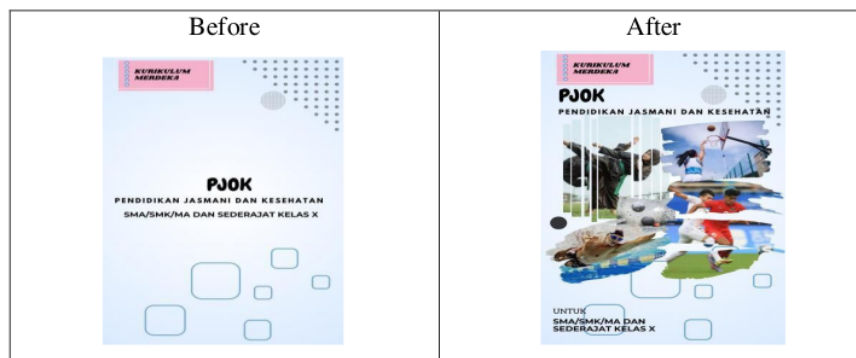 Before
After
KURIKULUM
MERDEKA
PJOK
PENDIDIKAN JASMANI DAN KESEHATAN
SMA/SMK/MA DAN SEDERAJAT KELAS X
KURIKULUM
MERDEKA
PJOK
PENDIDIKAN JASMANI DAN KESEHATAN
UNTUK
SMA/SMK/MA DAN
SEDERAJAT KELAS X